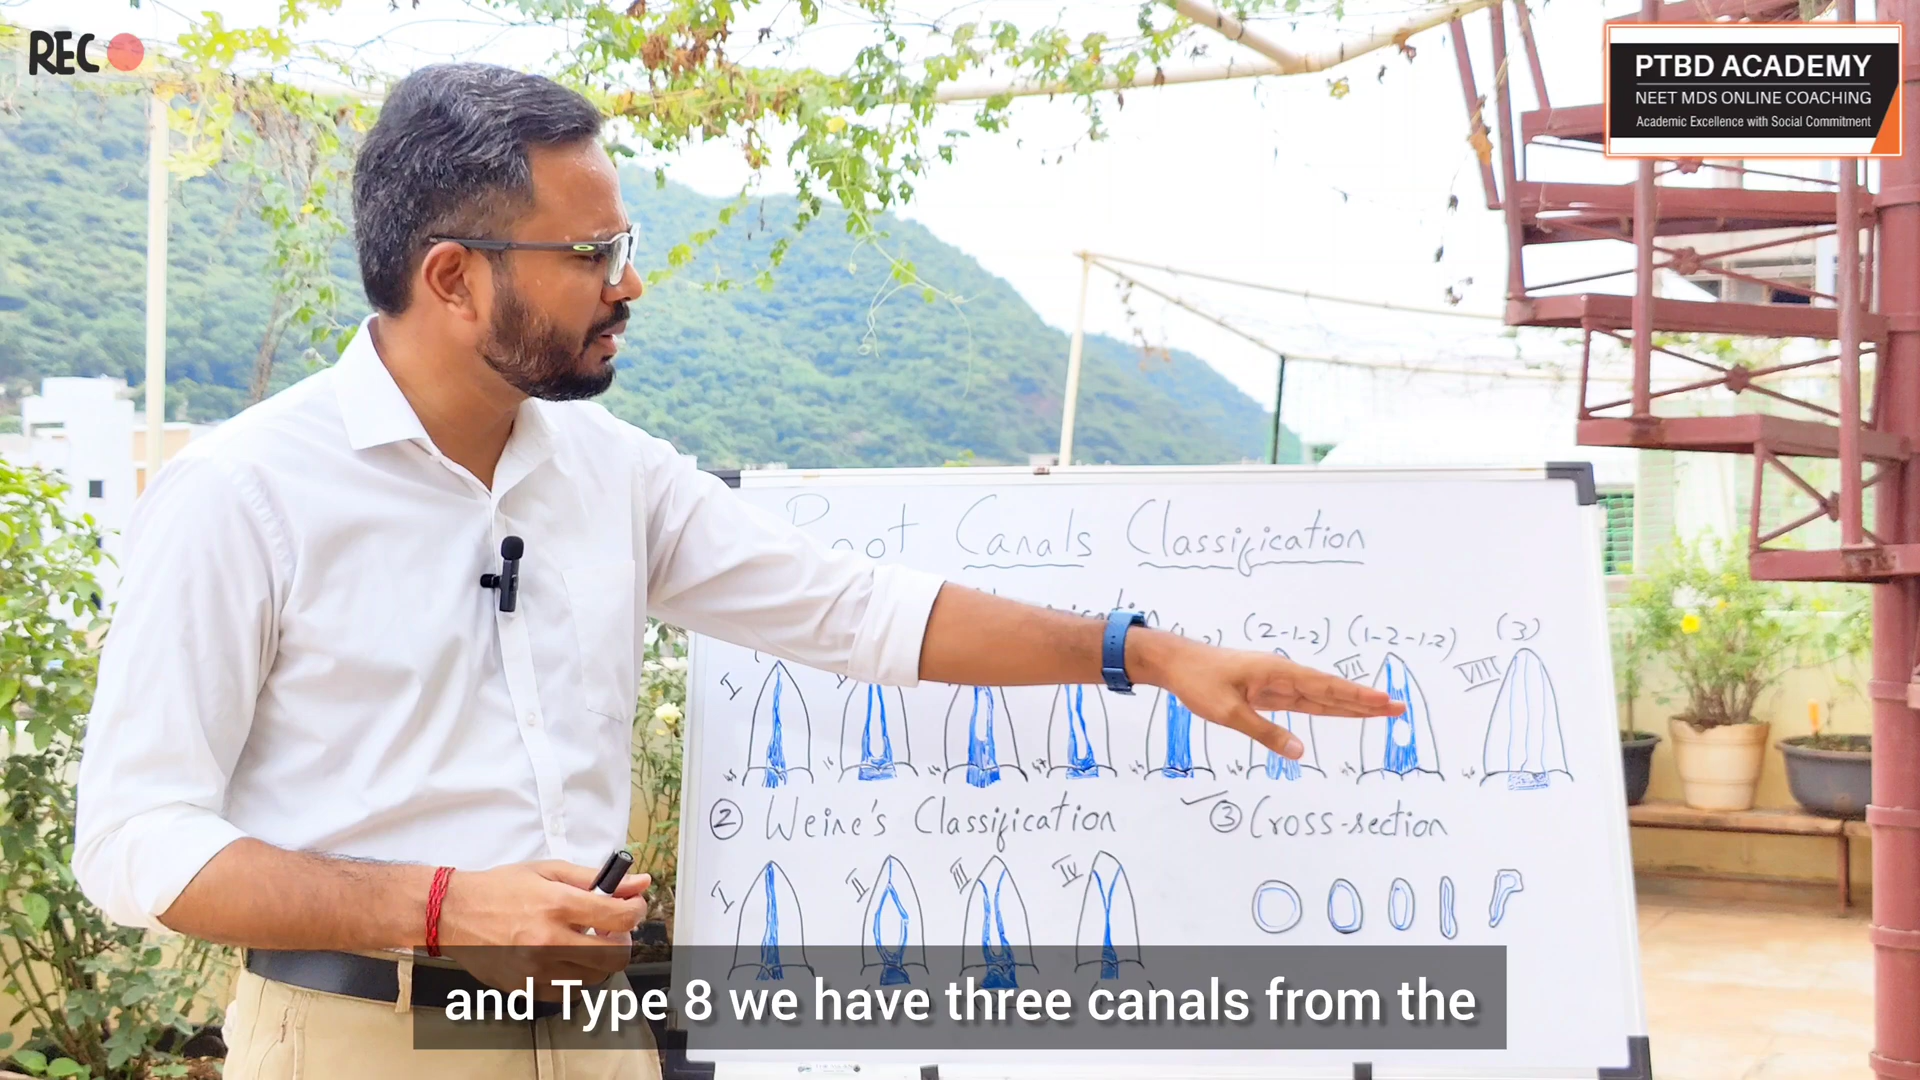 REC
PTBD ACADEMY
NEET MDS ONLINE COACHING
Academic Excellence with Social Commitment
Root Canals Classification
(2-1-2) (1-2-1-2) (3)
I VII VIII
② Weine's Classification ③ Cross-section
I II III IV
and Type 8 we have three canals from the